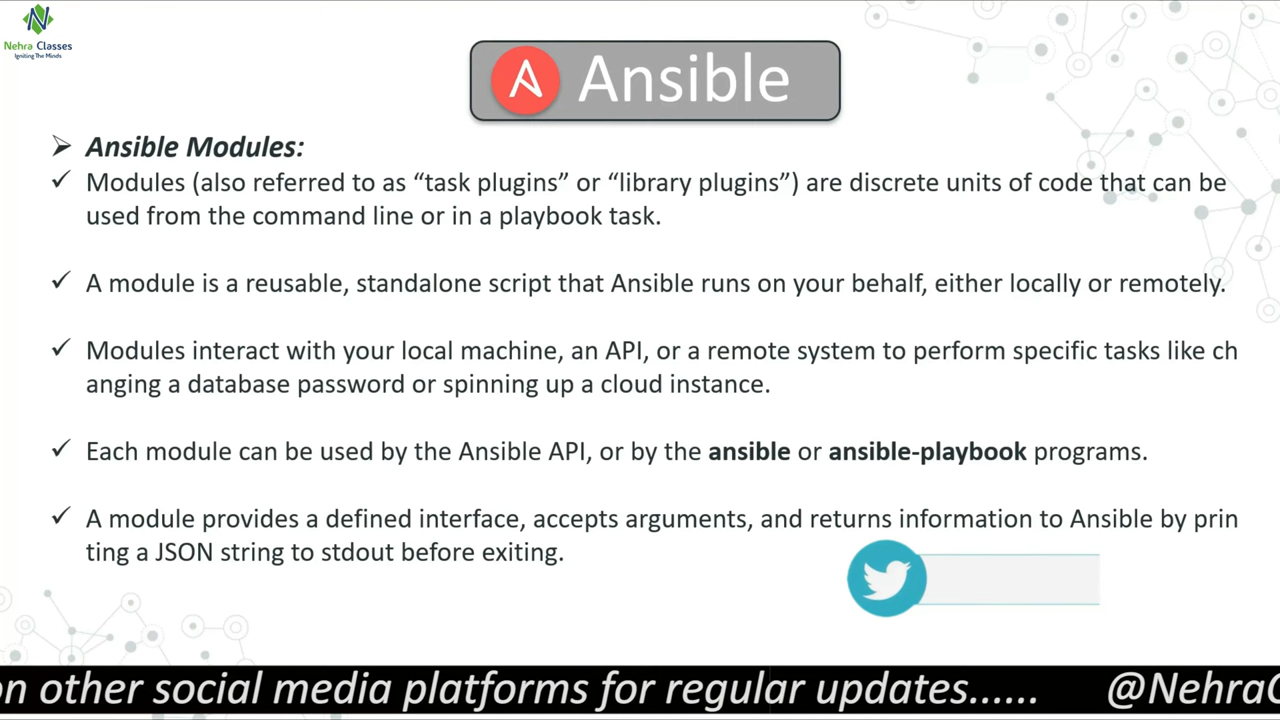 Nehra Classes
Igniting The Minds
Ansible
Ansible Modules:
Modules (also referred to as “task plugins” or “library plugins”) are discrete units of code that can be
used from the command line or in a playbook task.
A module is a reusable, standalone script that Ansible runs on your behalf, either locally or remotely.
Modules interact with your local machine, an API, or a remote system to perform specific tasks like ch
anging a database password or spinning up a cloud instance.
Each module can be used by the Ansible API, or by the ansible or ansible-playbook programs.
A module provides a defined interface, accepts arguments, and returns information to Ansible by prin
ting a JSON string to stdout before exiting.
on other social media platforms for regular updates...... @NehraC